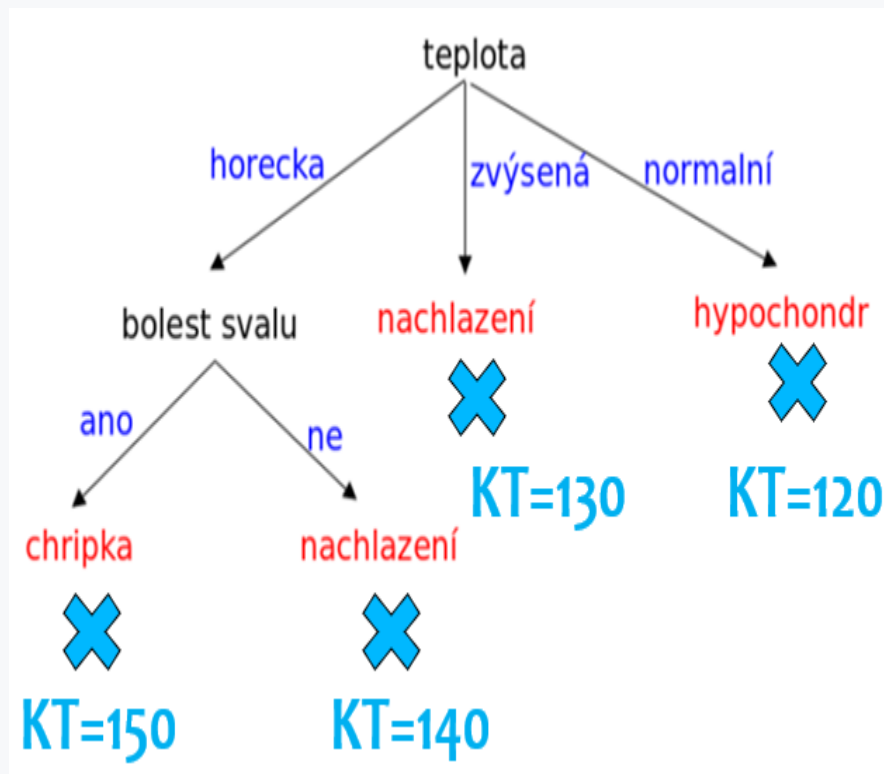 teplota
horecka
zvýsená
normalní
bolest svalu
nachlazení
hypochondr
ano
ne
KT=130
KT=120
chripka
nachlazení
KT=150
KT=140